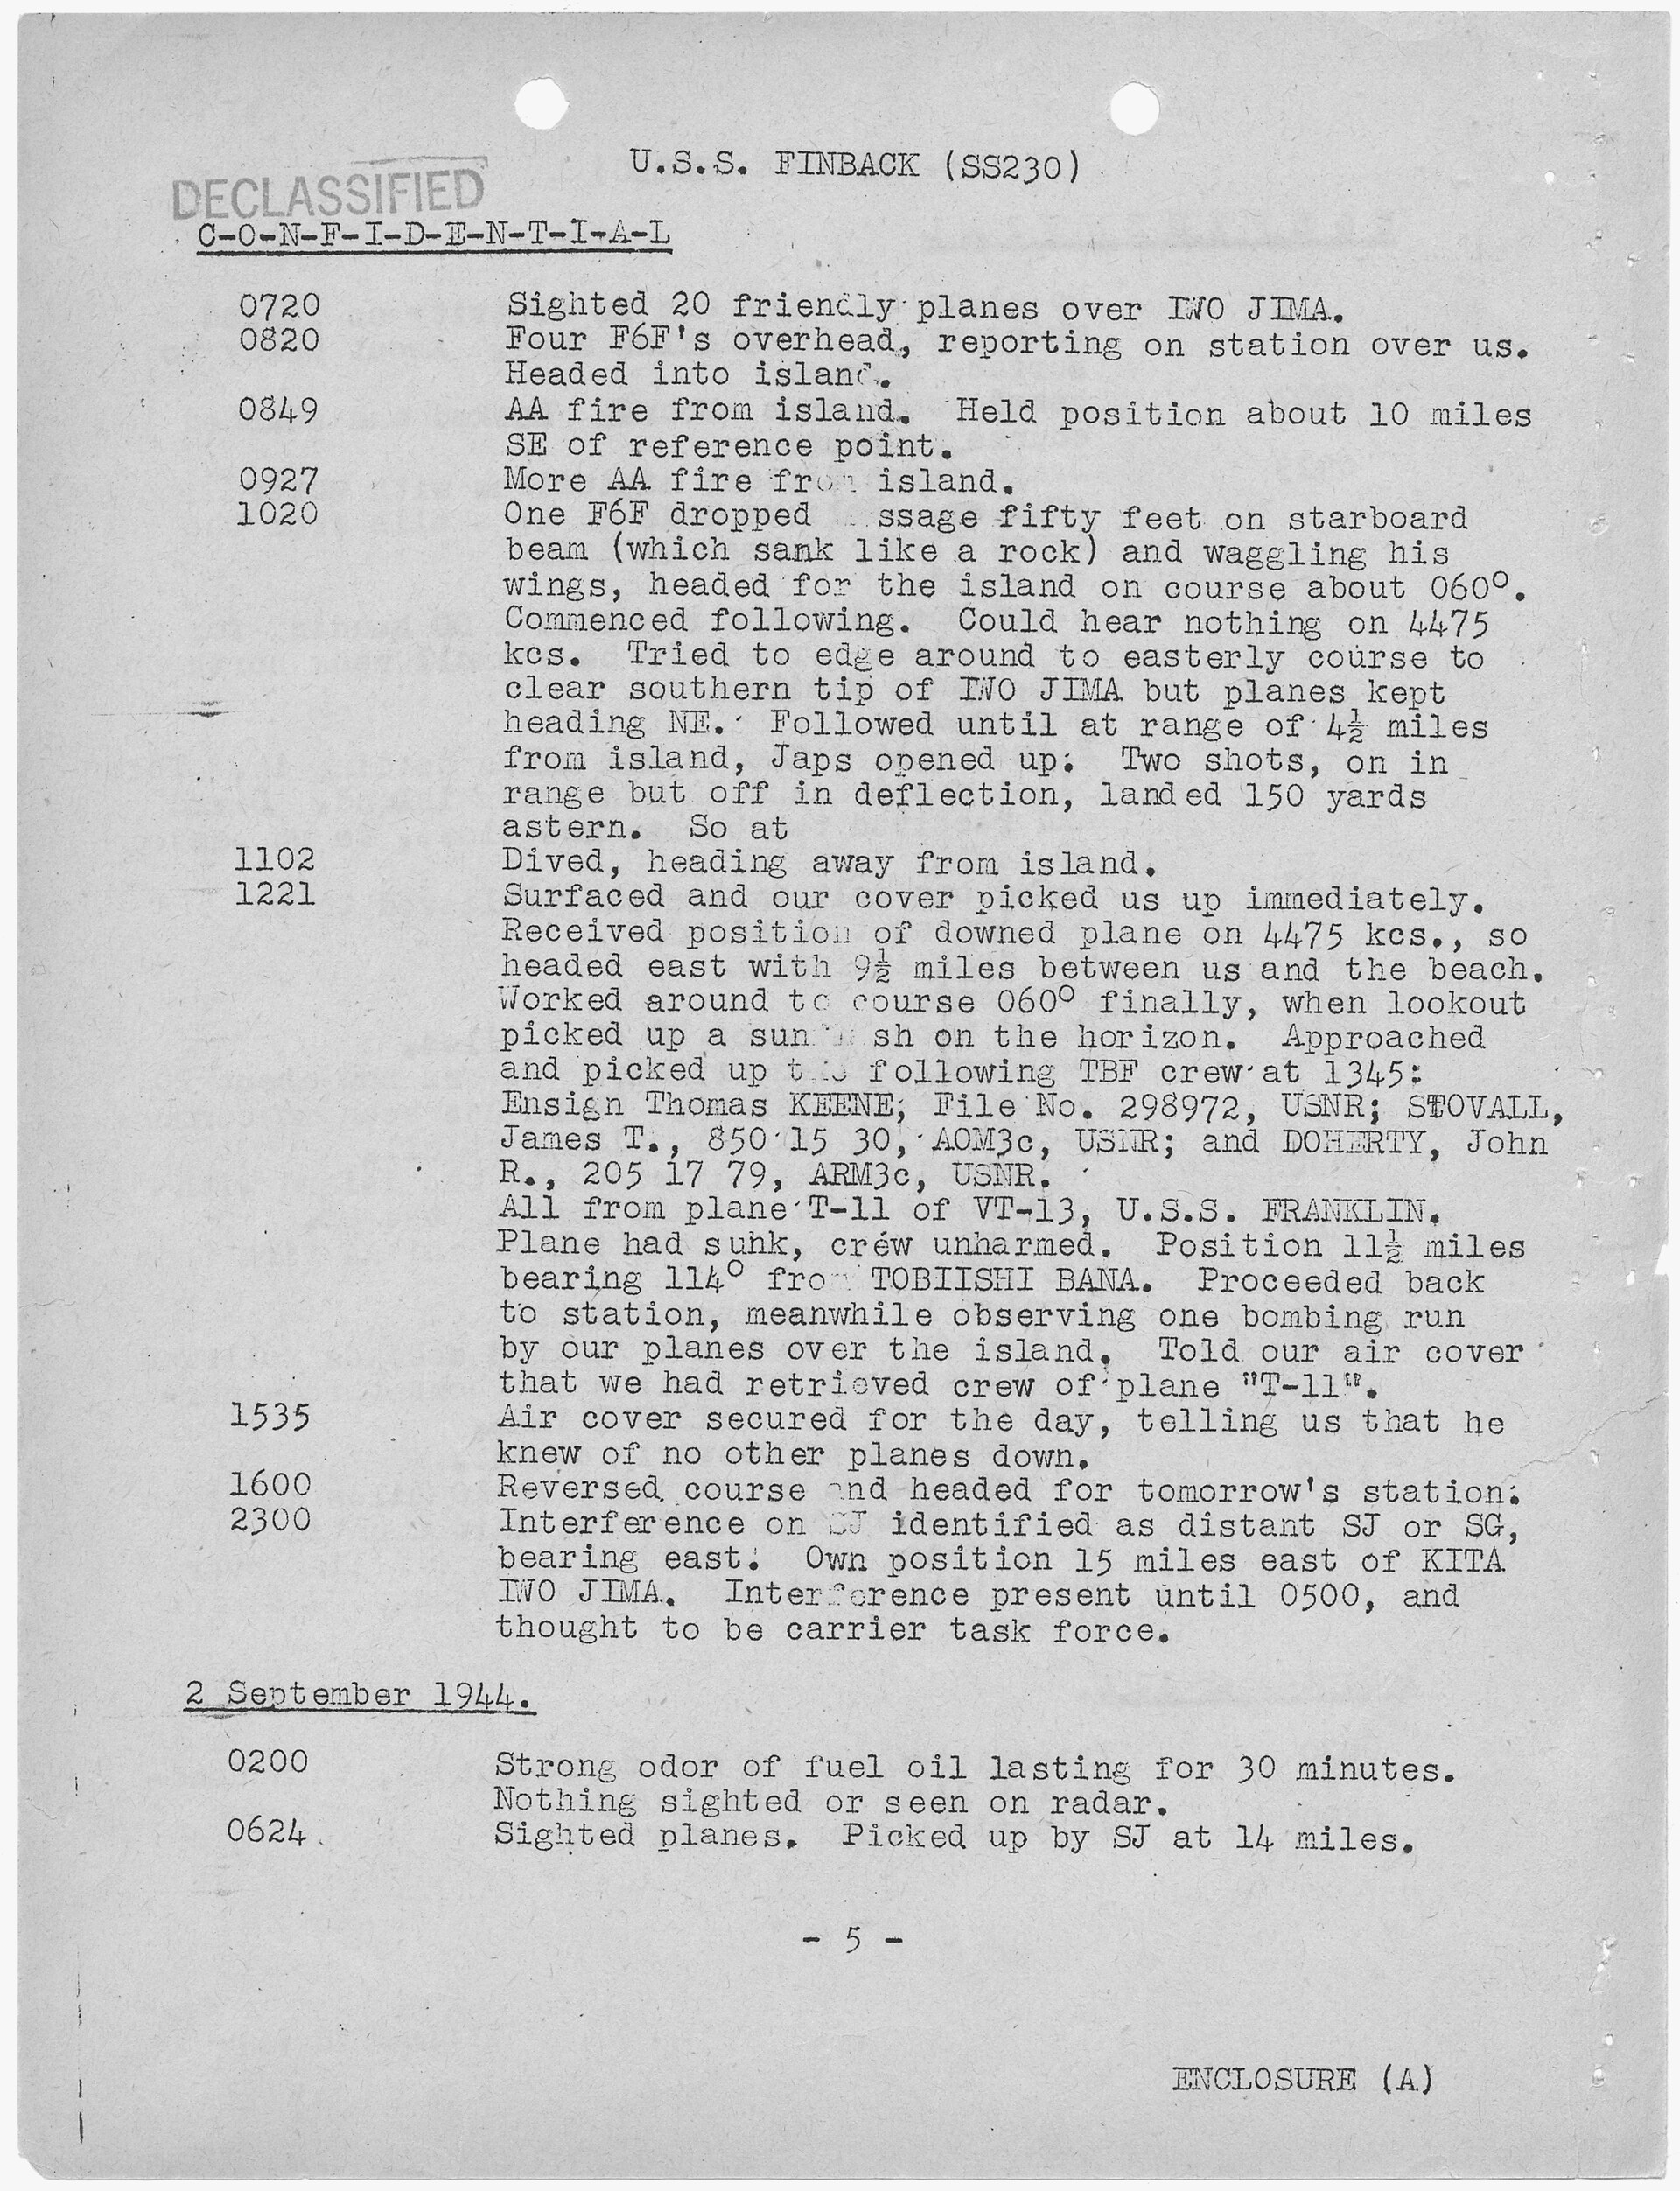 U.S.S. FINBACK (SS230)
DECLASSIFIED
C-O-N-F-I-D-E-N-T-I-A-L
0720 Sighted 20 friendly planes over IWO JIMA.
0820 Four F6F's overhead, reporting on station over us.
Headed into island.
0849 AA fire from island. Held position about 10 miles
SE of reference point.
0927 More AA fire from island.
1020 One F6F dropped ssage fifty feet on starboard
beam (which sank like a rock) and waggling his
wings, headed for the island on course about 060°.
Commenced following. Could hear nothing on 4475
kcs. Tried to edge around to easterly course to
clear southern tip of IWO JIMA but planes kept
heading NE. Followed until at range of 4½ miles
from island, Japs opened up. Two shots, on in
range but off in deflection, landed 150 yards
astern. So at
1102 Dived, heading away from island.
1221 Surfaced and our cover picked us up immediately.
Received position of downed plane on 4475 kcs., so
headed east with 9½ miles between us and the beach.
Worked around to course 060° finally, when lookout
picked up a sun sh on the horizon. Approached
and picked up the following TBF crew at 1345:
Ensign Thomas KEENE, File No. 298972, USNR; STOVALL,
James T., 850 15 30, AOM3c, USNR; and DOHERTY, John
R., 205 17 79, ARM3c, USNR.
All from plane T-11 of VT-13, U.S.S. FRANKLIN.
Plane had sunk, crew unharmed. Position 11½ miles
bearing 114° from TOBIISHI BANA. Proceeded back
to station, meanwhile observing one bombing run
by our planes over the island. Told our air cover
that we had retrieved crew of plane "T-11".
1535 Air cover secured for the day, telling us that he
knew of no other planes down.
1600 Reversed course and headed for tomorrow's station.
2300 Interference on SJ identified as distant SJ or SG,
bearing east. Own position 15 miles east of KITA
IWO JIMA. Interference present until 0500, and
thought to be carrier task force.
2 September 1944.
0200 Strong odor of fuel oil lasting for 30 minutes.
Nothing sighted or seen on radar.
0624 Sighted planes. Picked up by SJ at 14 miles.
- 5 -
ENCLOSURE (A)